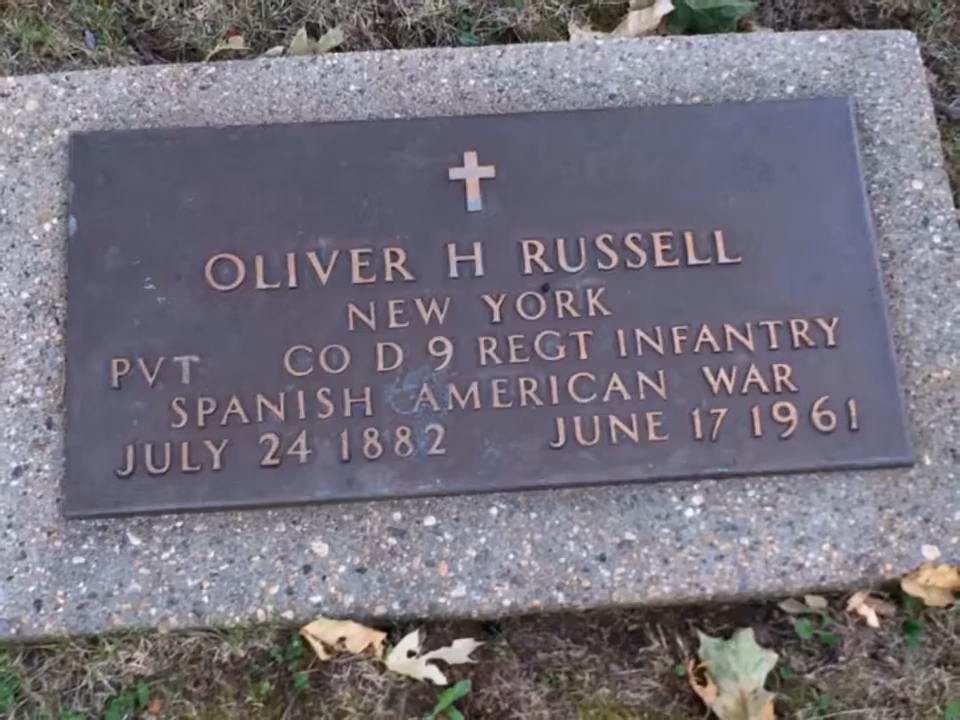 OLIVER H RUSSELL
NEW YORK
PVT CO D 9 REGT INFANTRY
SPANISH AMERICAN WAR
JULY 24 1882 JUNE 17 1961